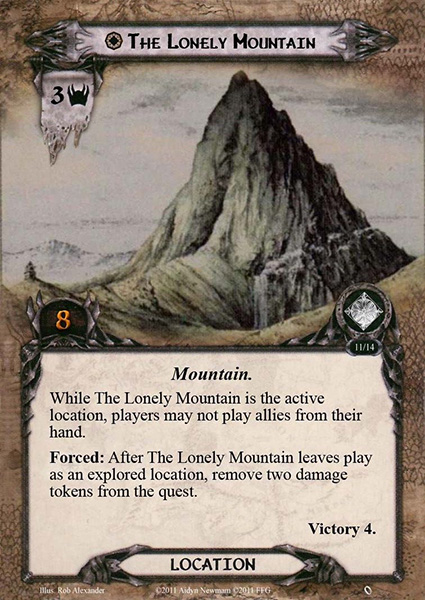 THE LONELY MOUNTAIN
3
8
11/14
Mountain.
While The Lonely Mountain is the active
location, players may not play allies from their
hand.
Forced: After The Lonely Mountain leaves play
as an explored location, remove two damage
tokens from the quest.
Victory 4.
LOCATION
Illus. Rob Alexander ©2011 Aidyn Newmam ©2011 FFG